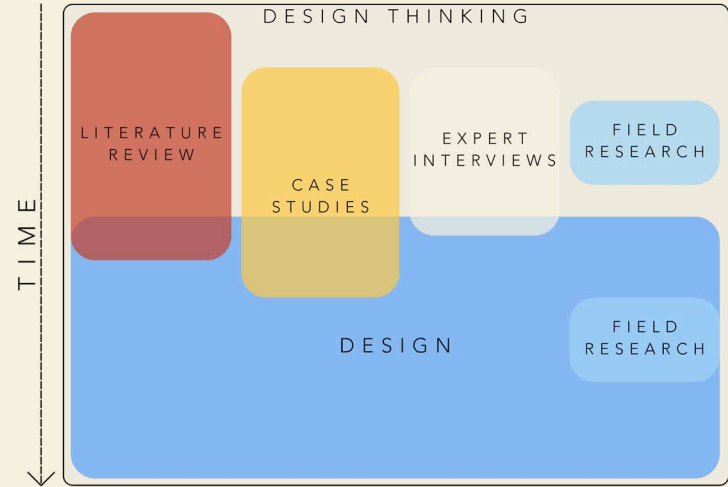 DESIGN THINKING
TIME
LITERATURE
REVIEW
CASE
STUDIES
EXPERT
INTERVIEWS
FIELD
RESEARCH
DESIGN
FIELD
RESEARCH